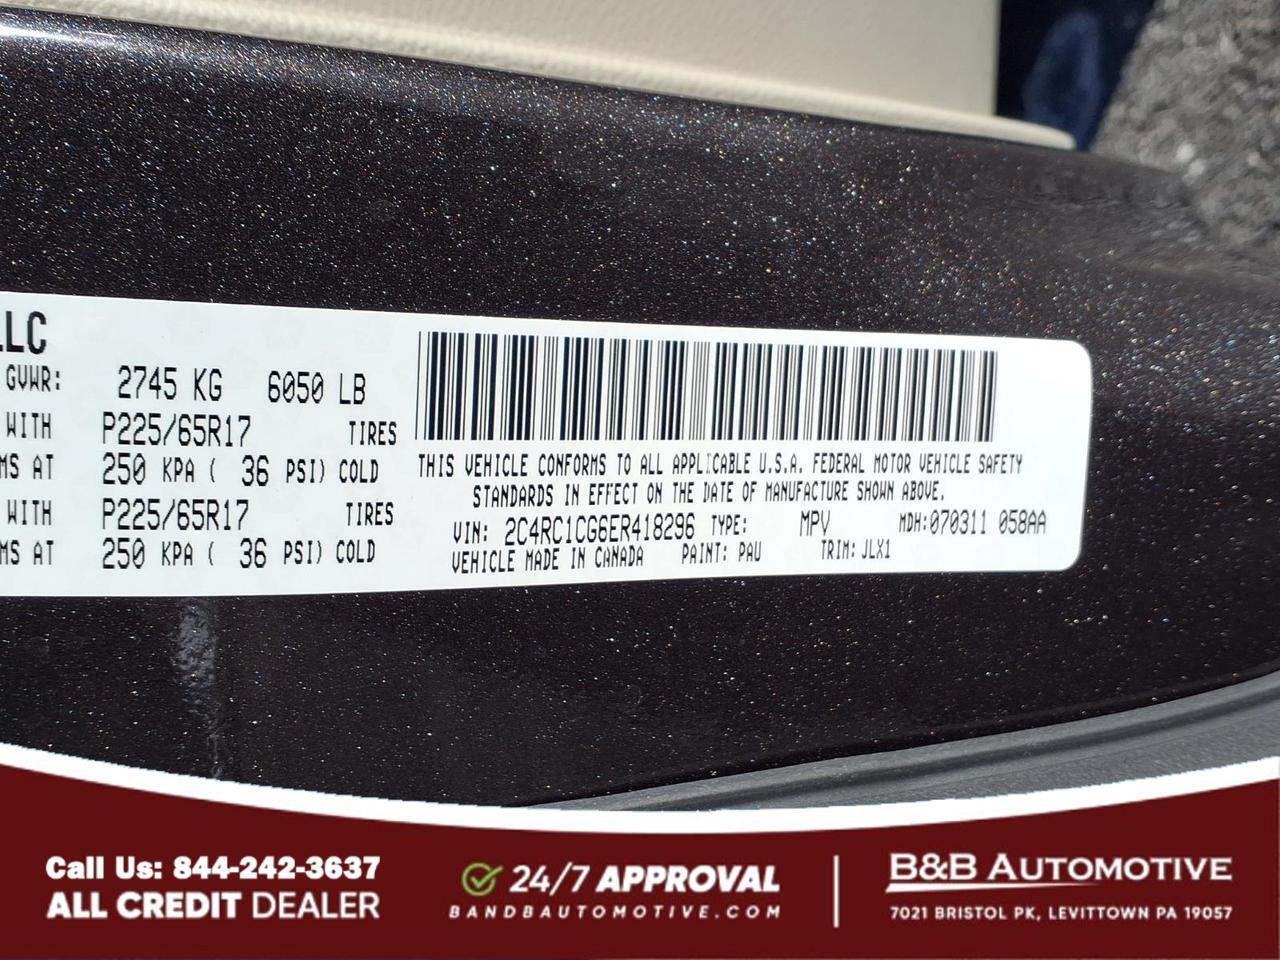 LLC
GVWR: 2745 KG 6050 LB
WITH P225/65R17 TIRES
MS AT 250 KPA ( 36 PSI) COLD
WITH P225/65R17 TIRES
MS AT 250 KPA ( 36 PSI) COLD
THIS VEHICLE CONFORMS TO ALL APPLICABLE U.S.A. FEDERAL MOTOR VEHICLE SAFETY
STANDARDS IN EFFECT ON THE DATE OF MANUFACTURE SHOWN ABOVE.
VIN: 2C4RC1CG6ER418296 TYPE: MPV MDH:070311 058AA
VEHICLE MADE IN CANADA PAINT: PAU TRIM: JLX1
Call Us: 844-242-3637
ALL CREDIT DEALER
24/7 APPROVAL
BANDBAUTOMOTIVE.COM
B&B AUTOMOTIVE
7021 BRISTOL PK, LEVITTOWN PA 19057